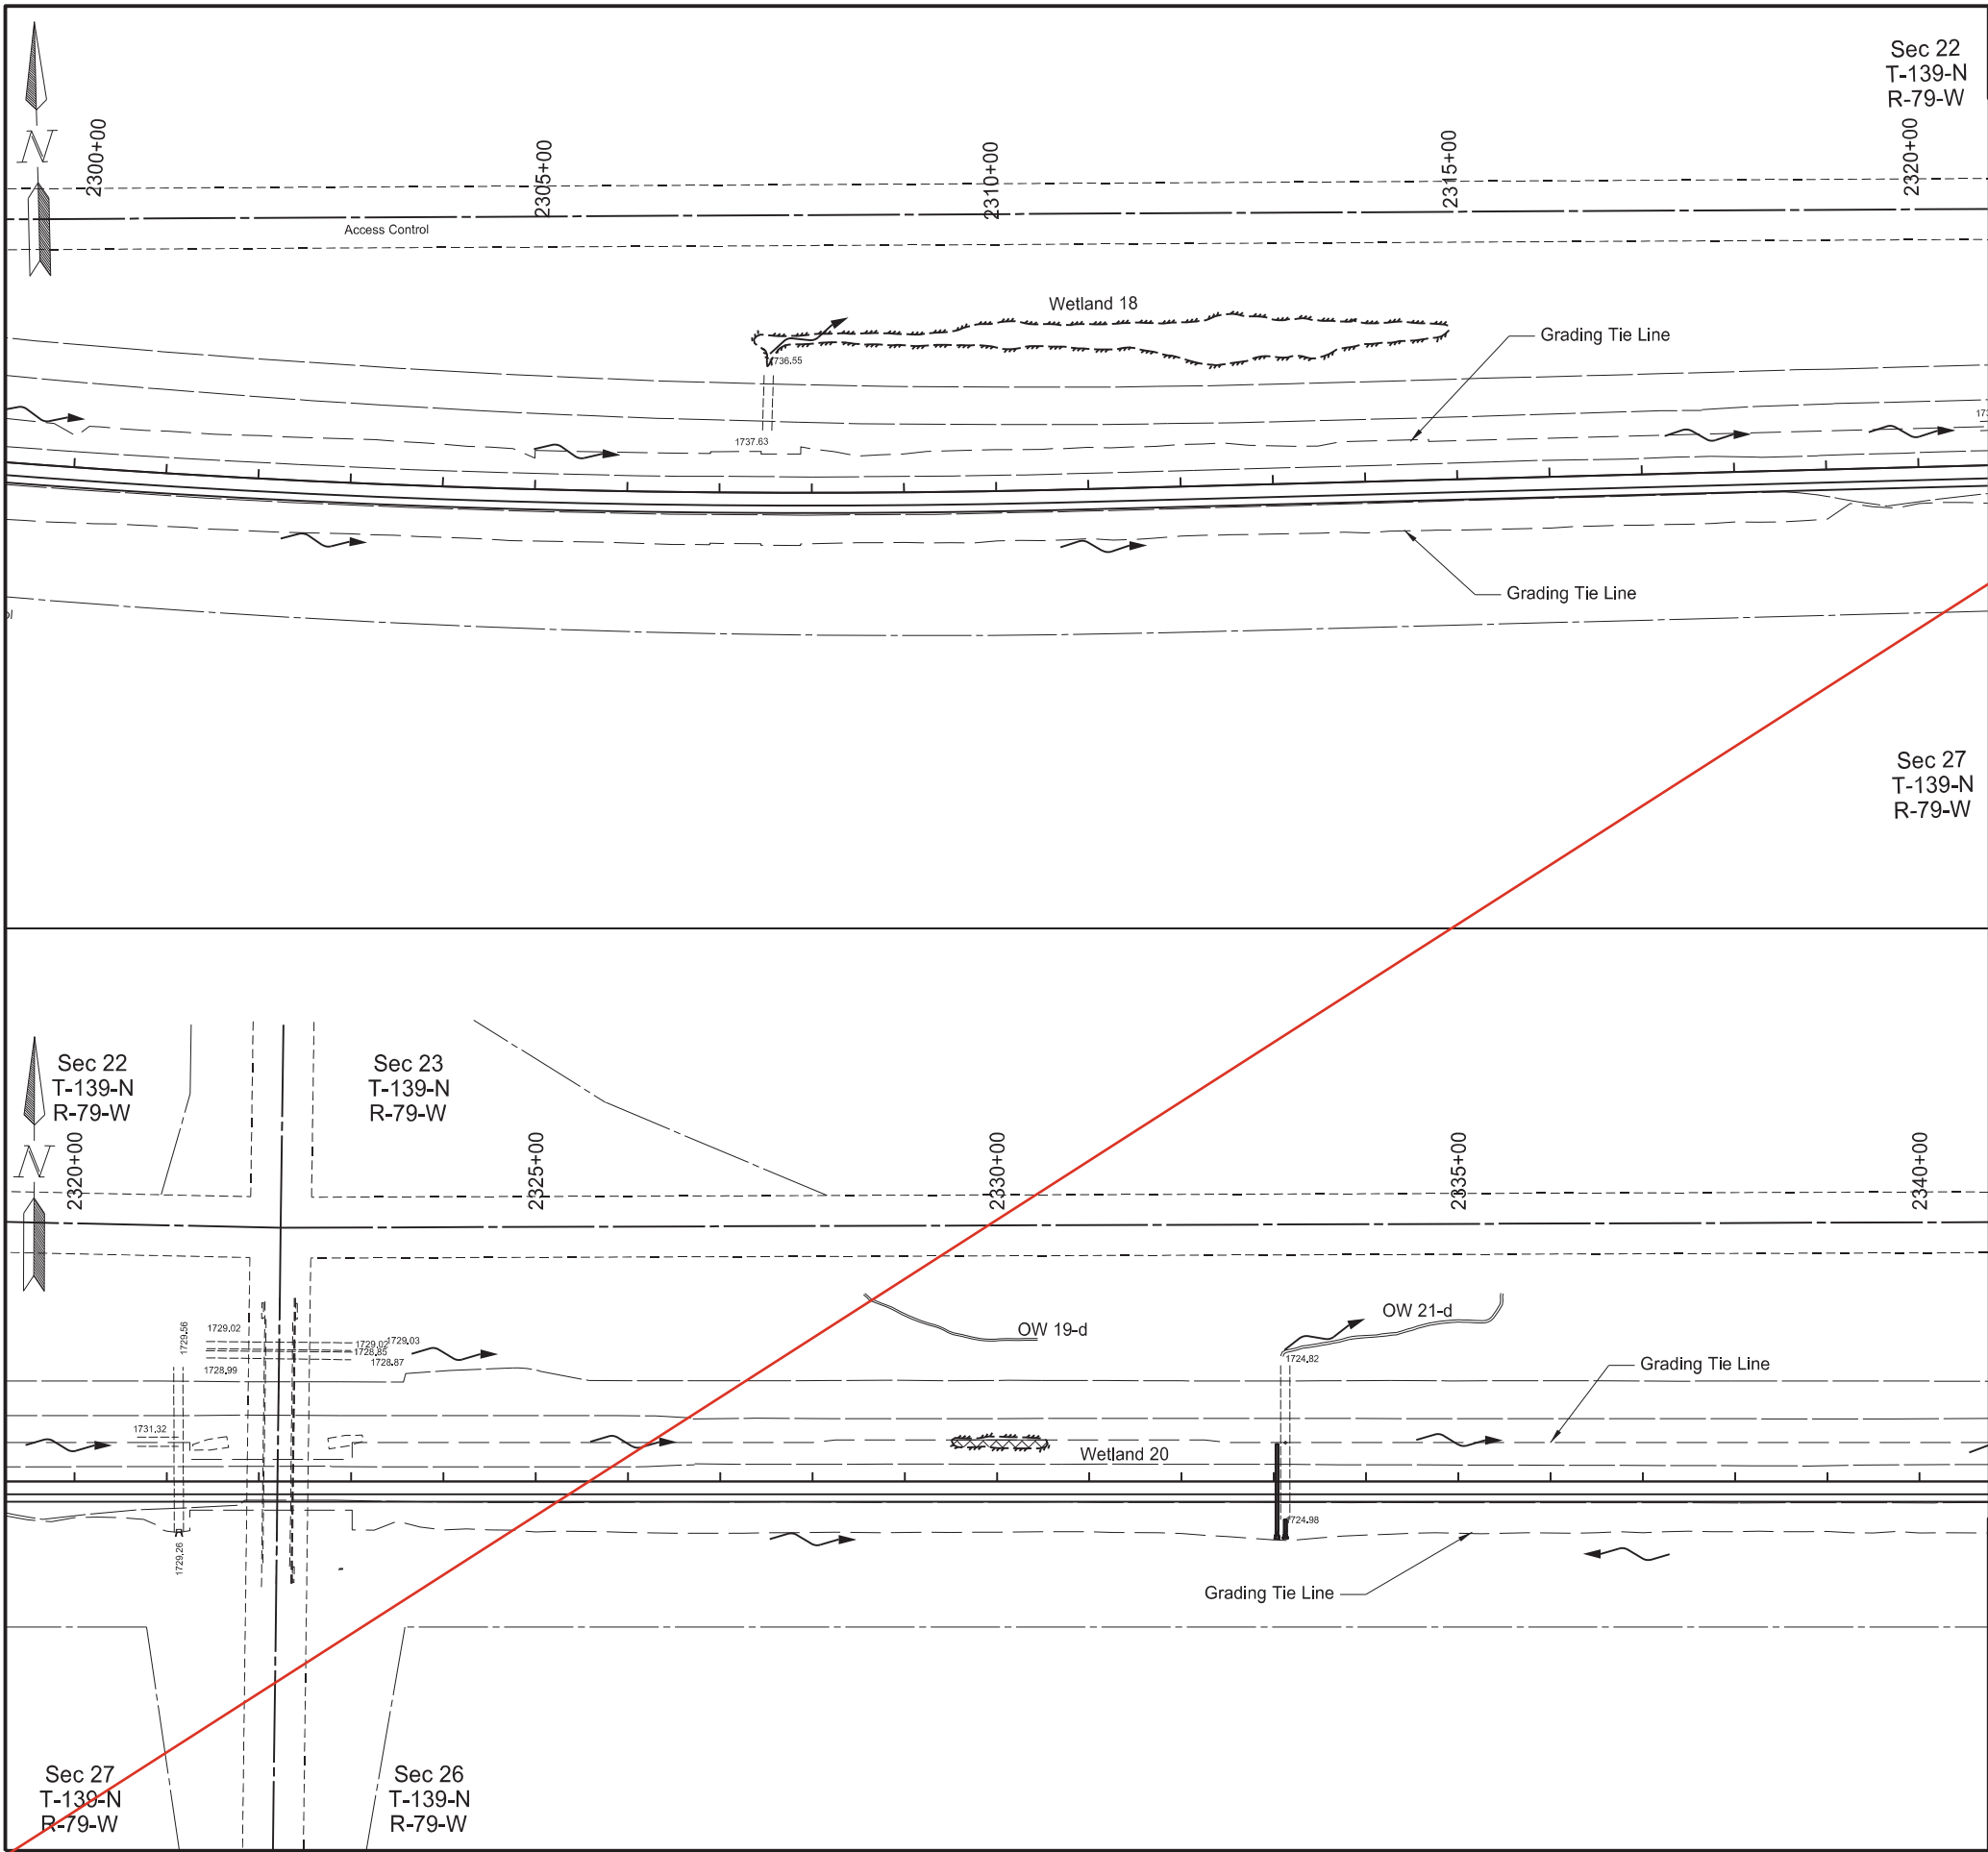 Sec 22
T-139-N
R-79-W
N
2300+00
2305+00
2310+00
2315+00
2320+00
Access Control
Wetland 18
Grading Tie Line
1736.55
1737.63
Grading Tie Line
Sec 27
T-139-N
R-79-W
Sec 22
T-139-N
R-79-W
Sec 23
T-139-N
R-79-W
N
2320+00
2325+00
2330+00
2335+00
2340+00
OW 19-d
OW 21-d
1729.56
1729.02
1729.02
1729.03
1728.85
1728.87
1728.99
1724.82
Grading Tie Line
1731.32
Wetland 20
1724.98
1729.26
Grading Tie Line
Sec 27
T-139-N
R-79-W
Sec 26
T-139-N
R-79-W